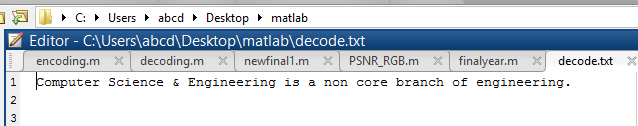 C: Users abcd Desktop matlab
Editor - C:\Users\abcd\Desktop\matlab\decode.txt
encoding.m decoding.m newfinal1.m PSNR_RGB.m finalyear.m decode.txt
1 Computer Science & Engineering is a non core branch of engineering.
2
3